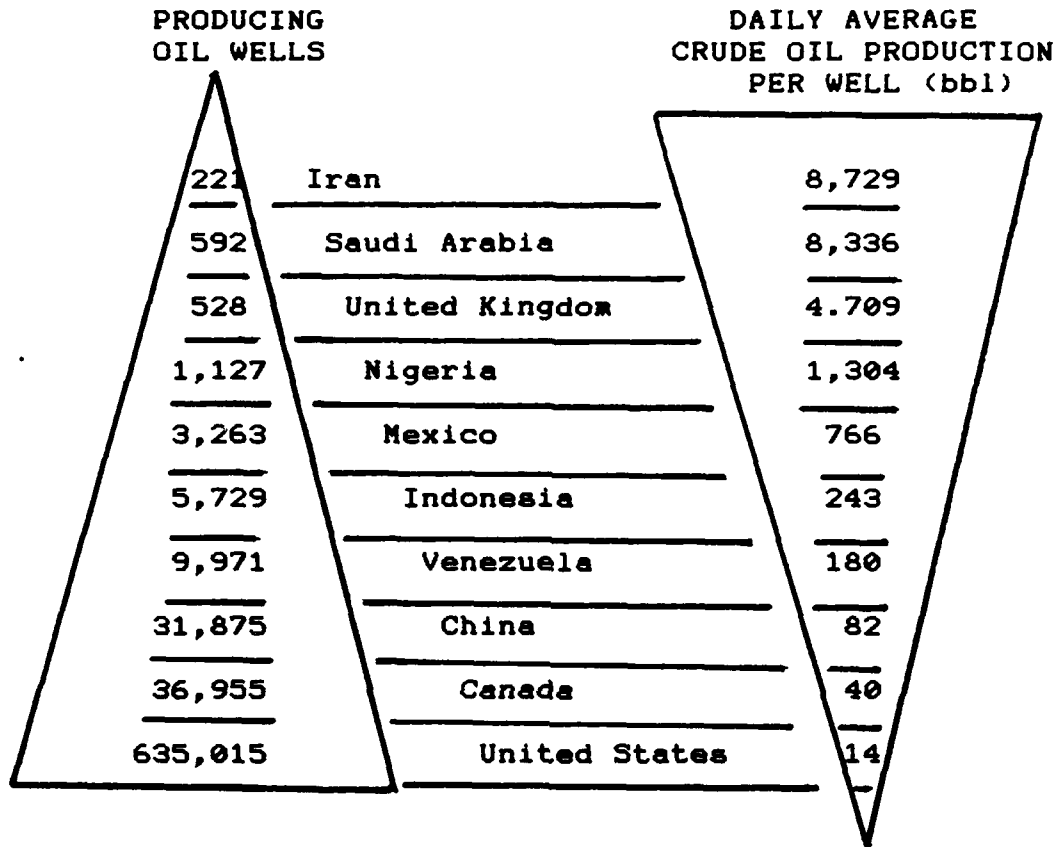 PRODUCING
OIL WELLS
DAILY AVERAGE
CRUDE OIL PRODUCTION
PER WELL (bbl)
221 Iran 8,729
592 Saudi Arabia 8,336
528 United Kingdom 4.709
1,127 Nigeria 1,304
3,263 Mexico 766
5,729 Indonesia 243
9,971 Venezuela 180
31,875 China 82
36,955 Canada 40
635,015 United States 14